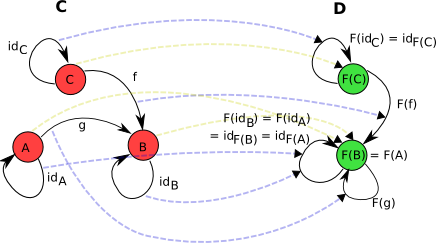 C
D
id_C
F(id_C) = id_F(C)
C
F(C)
f
F(f)
g
F(id_B) = F(id_A)
= id_F(B) = id_F(A)
A
B
F(B) = F(A)
id_A
id_B
F(g)